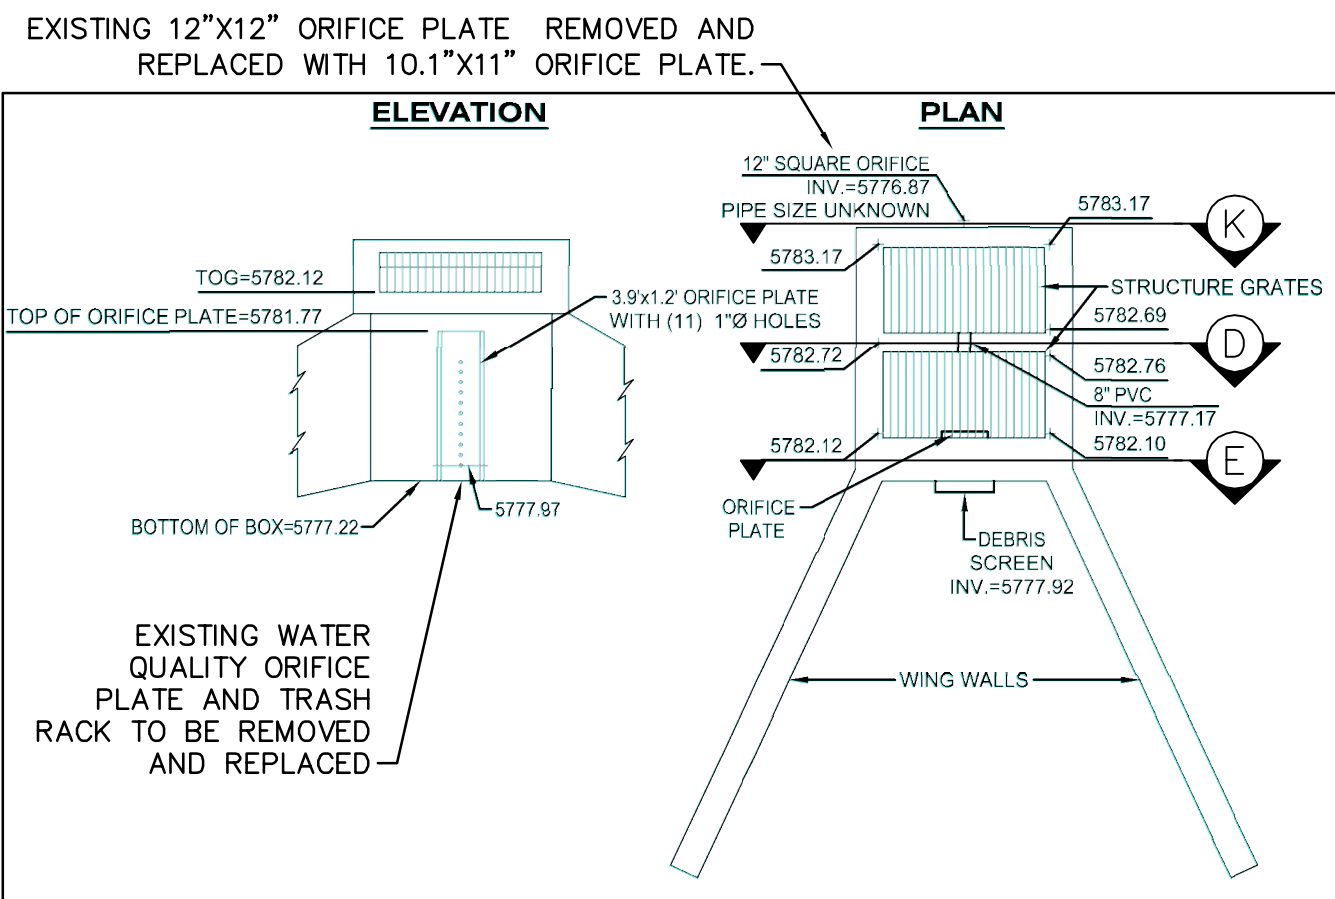 EXISTING 12”X12” ORIFICE PLATE REMOVED AND
REPLACED WITH 10.1”X11” ORIFICE PLATE.
ELEVATION
TOG=5782.12
TOP OF ORIFICE PLATE=5781.77
3.9'x1.2' ORIFICE PLATE
WITH (11) 1"Ø HOLES
5777.97
BOTTOM OF BOX=5777.22
EXISTING WATER
QUALITY ORIFICE
PLATE AND TRASH
RACK TO BE REMOVED
AND REPLACED
PLAN
12" SQUARE ORIFICE
INV.=5776.87
PIPE SIZE UNKNOWN
5783.17
K
5783.17
STRUCTURE GRATES
5782.69
D
5782.72
5782.76
8" PVC
INV.=5777.17
5782.12
5782.10
E
ORIFICE
PLATE
DEBRIS
SCREEN
INV.=5777.92
WING WALLS